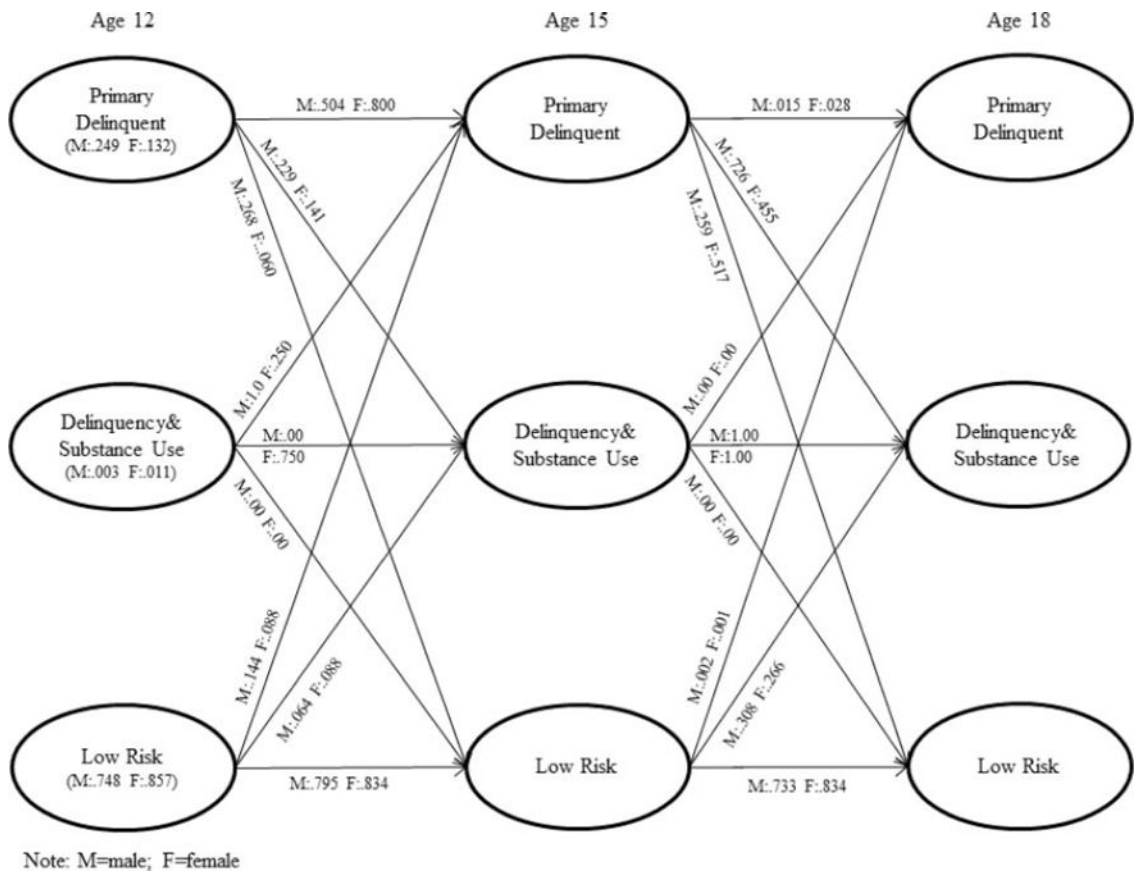 Age 12
Age 15
Age 18
Primary
Delinquent
(M:.249 F:.132)
M:.504 F:.800
Primary
Delinquent
M:.015 F:.028
Primary
Delinquent
M:.229 F:.141
M:.268 F:.060
M:.726 F:.455
M:.259 F:.517
M:1.0 F:.250
M:.00 F:.00
Delinquency&
Substance Use
(M:.003 F:.011)
M:.00
F:.750
Delinquency&
Substance Use
M:1.00
F:1.00
Delinquency&
Substance Use
M:.00 F:.00
M:.00 F:.00
M:.144 F:.088
M:.064 F:.088
M:.002 F:.001
M:.308 F:.266
Low Risk
(M:.748 F:.857)
M:.795 F:.834
Low Risk
M:.733 F:.834
Low Risk
Note: M=male; F=female